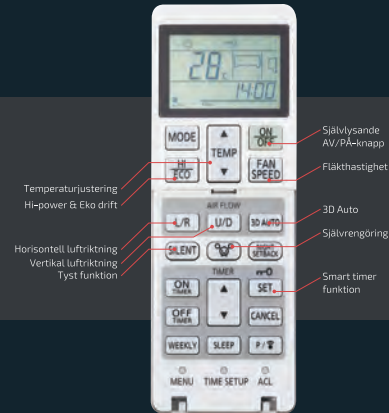 28°c
14:00
MODE
TEMP
ON
OFF
HI
ECO
FAN
SPEED
Självlysande
AV/PÅ-knapp
Fläkthastighet
Temperaturjustering
Hi-power & Eko drift
AIR FLOW
L/R
U/D
3D AUTO
3D Auto
Horisontell luftriktning
Vertikal luftriktning
Tyst funktion
SILENT
NIGHT
SETBACK
Självrengöring
TIMER
ON
TIMER
SET
Smart timer
funktion
OFF
TIMER
CANCEL
WEEKLY
SLEEP
P/
MENU
TIME SETUP
ACL